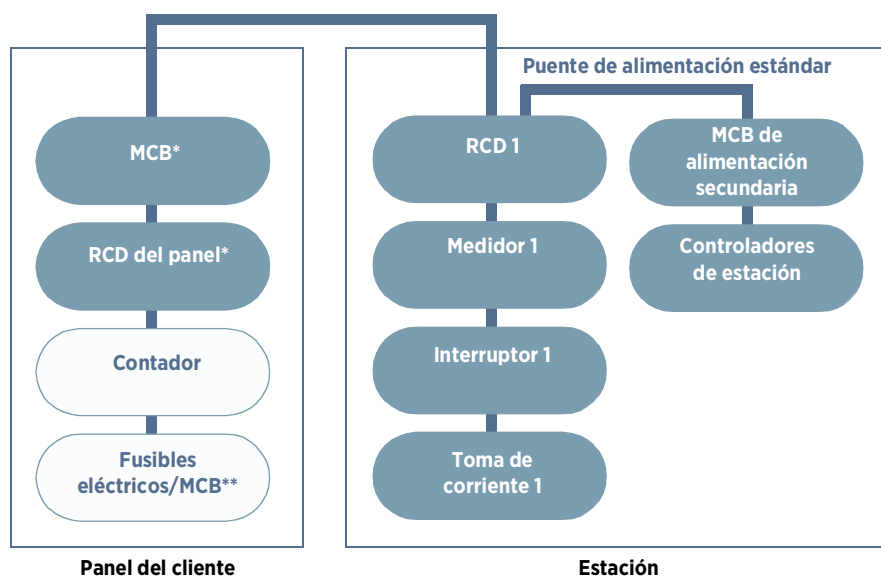 MCB*
RCD del panel*
Contador
Fusibles
eléctricos/MCB**
Panel del cliente
Puente de alimentación estándar
RCD 1
Medidor 1
Interruptor 1
Toma de
corriente 1
MCB de
alimentación
secundaria
Controladores
de estación
Estación